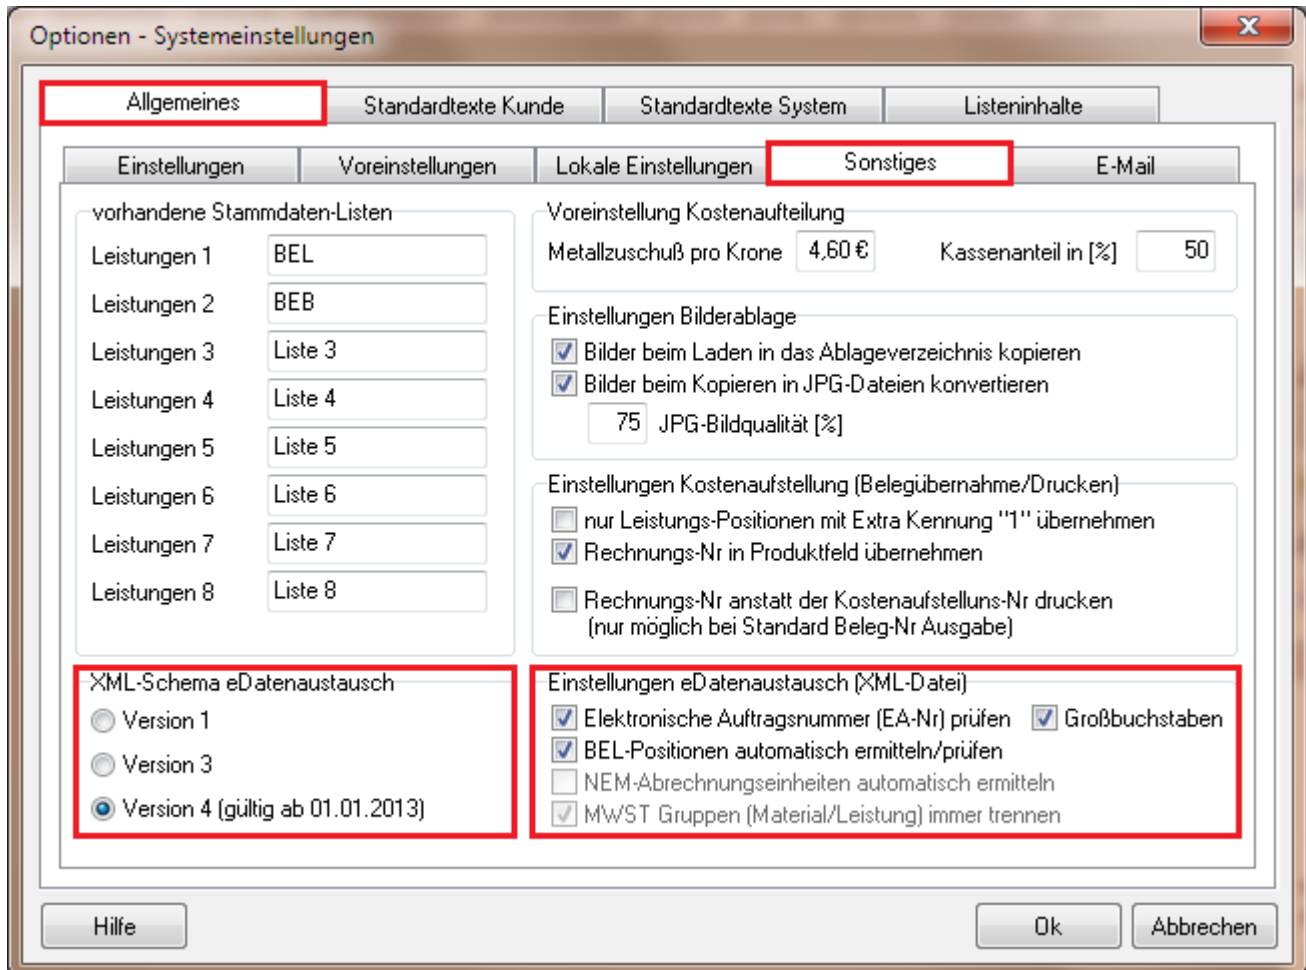 Optionen - Systemeinstellungen
Allgemeines
Standardtexte Kunde
Standardtexte System
Listeninhalte
Einstellungen
Voreinstellungen
Lokale Einstellungen
Sonstiges
E-Mail
vorhandene Stammdaten-Listen
Leistungen 1 BEL
Leistungen 2 BEB
Leistungen 3 Liste 3
Leistungen 4 Liste 4
Leistungen 5 Liste 5
Leistungen 6 Liste 6
Leistungen 7 Liste 7
Leistungen 8 Liste 8
Voreinstellung Kostenaufteilung
Metallzuschuß pro Krone 4,60 € Kassenanteil in [%] 50
Einstellungen Bilderablage
Bilder beim Laden in das Ablageverzeichnis kopieren
Bilder beim Kopieren in JPG-Dateien konvertieren
75 JPG-Bildqualität [%]
Einstellungen Kostenaufstellung (Belegübernahme/Drucken)
nur Leistungs-Positionen mit Extra Kennung "1" übernehmen
Rechnungs-Nr in Produktfeld übernehmen
Rechnungs-Nr anstatt der Kostenaufstelluns-Nr drucken
(nur möglich bei Standard Beleg-Nr Ausgabe)
XML-Schema eDatenaustausch
Version 1
Version 3
Version 4 (gültig ab 01.01.2013)
Einstellungen eDatenaustausch (XML-Datei)
Elektronische Auftragsnummer (EA-Nr) prüfen Großbuchstaben
BEL-Positionen automatisch ermitteln/prüfen
NEM-Abrechnungseinheiten automatisch ermitteln
MWST Gruppen (Material/Leistung) immer trennen
Hilfe
Ok
Abbrechen